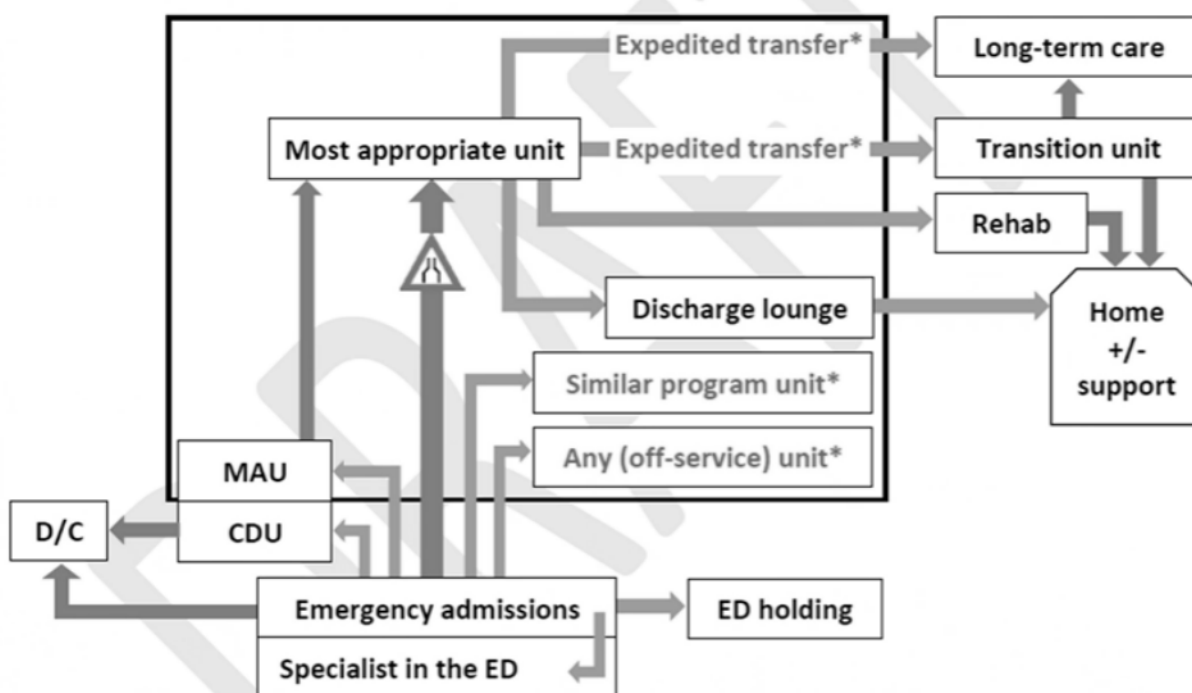 Expedited transfer*
Long-term care
Most appropriate unit
Expedited transfer*
Transition unit
Rehab
Discharge lounge
Home
+/-
support
Similar program unit*
Any (off-service) unit*
MAU
D/C
CDU
Emergency admissions
ED holding
Specialist in the ED
DRAFT